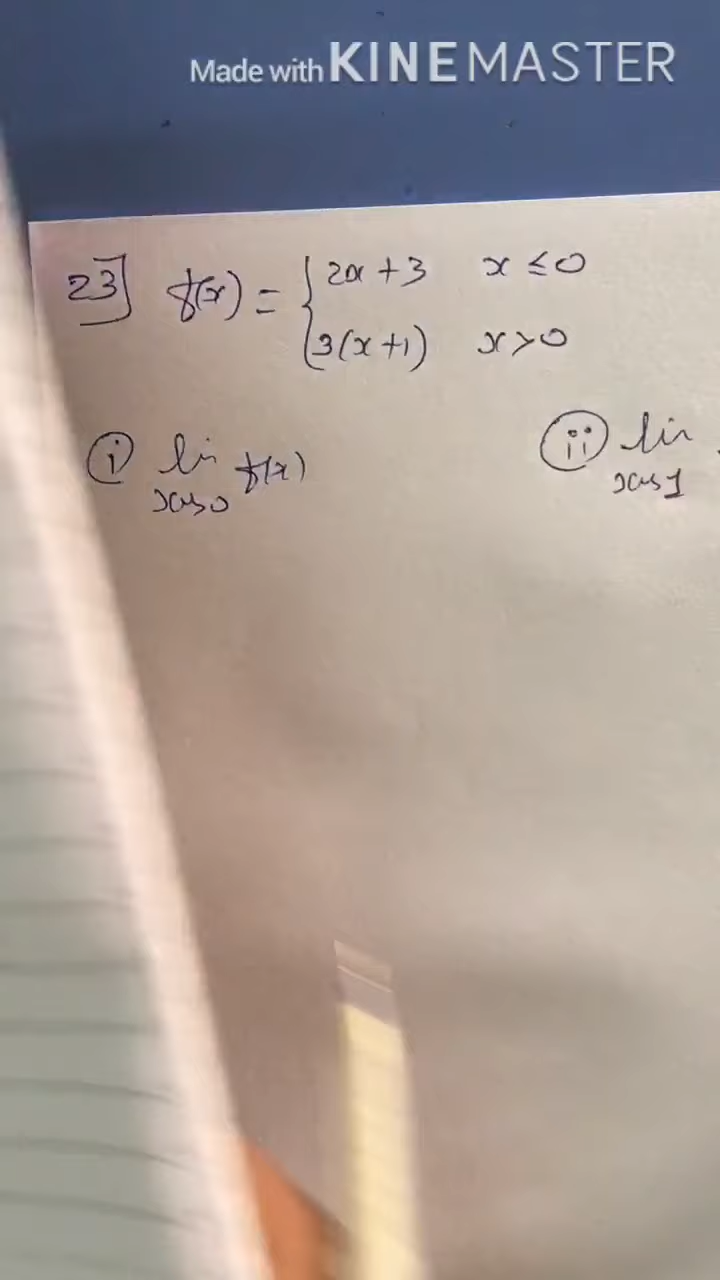 Made with KINEMASTER
23] f(x) = { 2x + 3 x ≤ 0
3(x + 1) x > 0
(i) lim f(x) (ii) lim
x→0 x→1